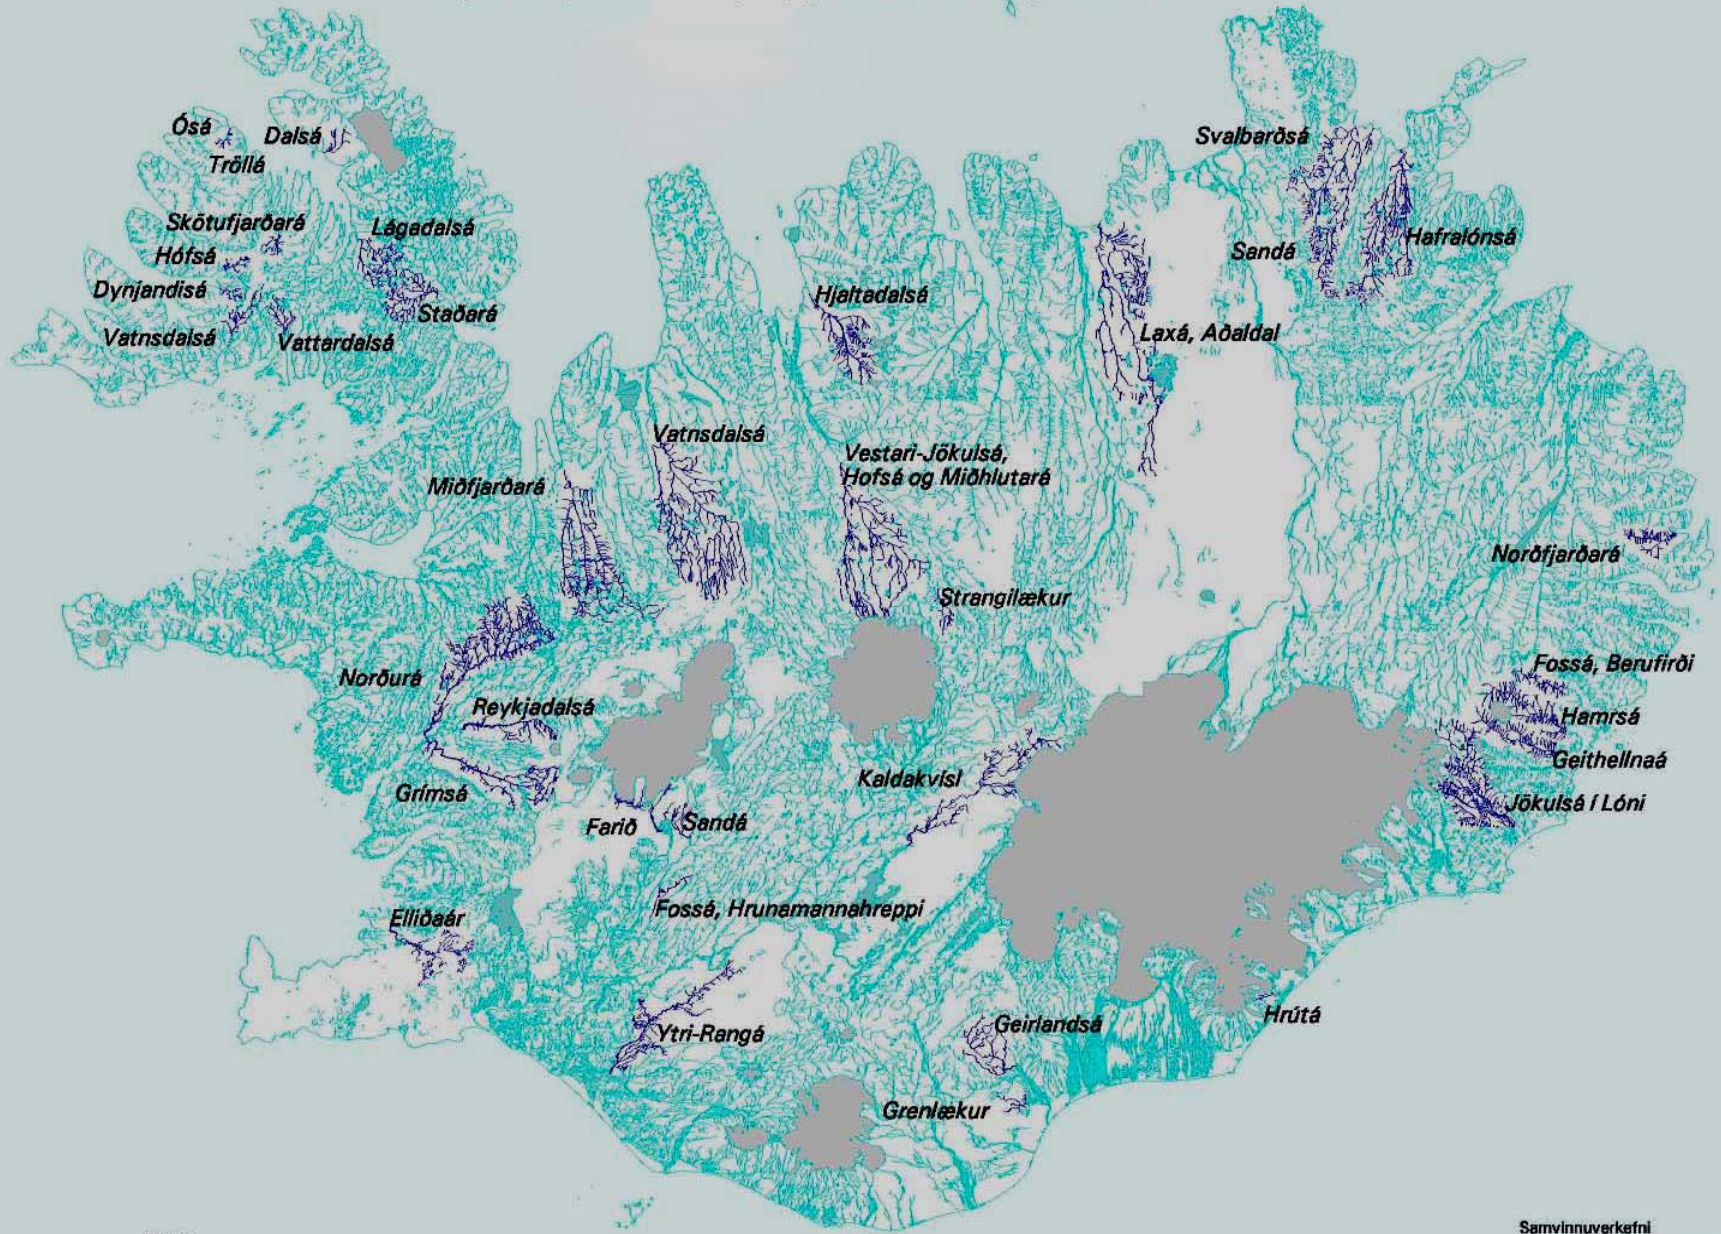 Ósá
Dalsá
Tröllá
Svalbarðsá
Skötufjarðará
Lágadalsá
Hófsá
Sandá
Hafralónsá
Dynjandisá
Staðará
Hjaltadalsá
Vatnsdalsá
Vattardalsá
Laxá, Aðaldal
Vatnsdalsá
Vestari-Jökulsá,
Hofsá og Miðhlutará
Miðfjarðará
Norðfjarðará
Strangilækur
Norðurá
Fossá, Berufirði
Reykjadalsá
Hamrsá
Geithellnaá
Kaldakvísl
Grímsá
Jökulsá í Lóni
Farið
Sandá
Fossá, Hrunamannahreppi
Elliðaár
Ytri-Rangá
Geirlandsá
Hrútá
Grenlækur
Samvinnuverkefni